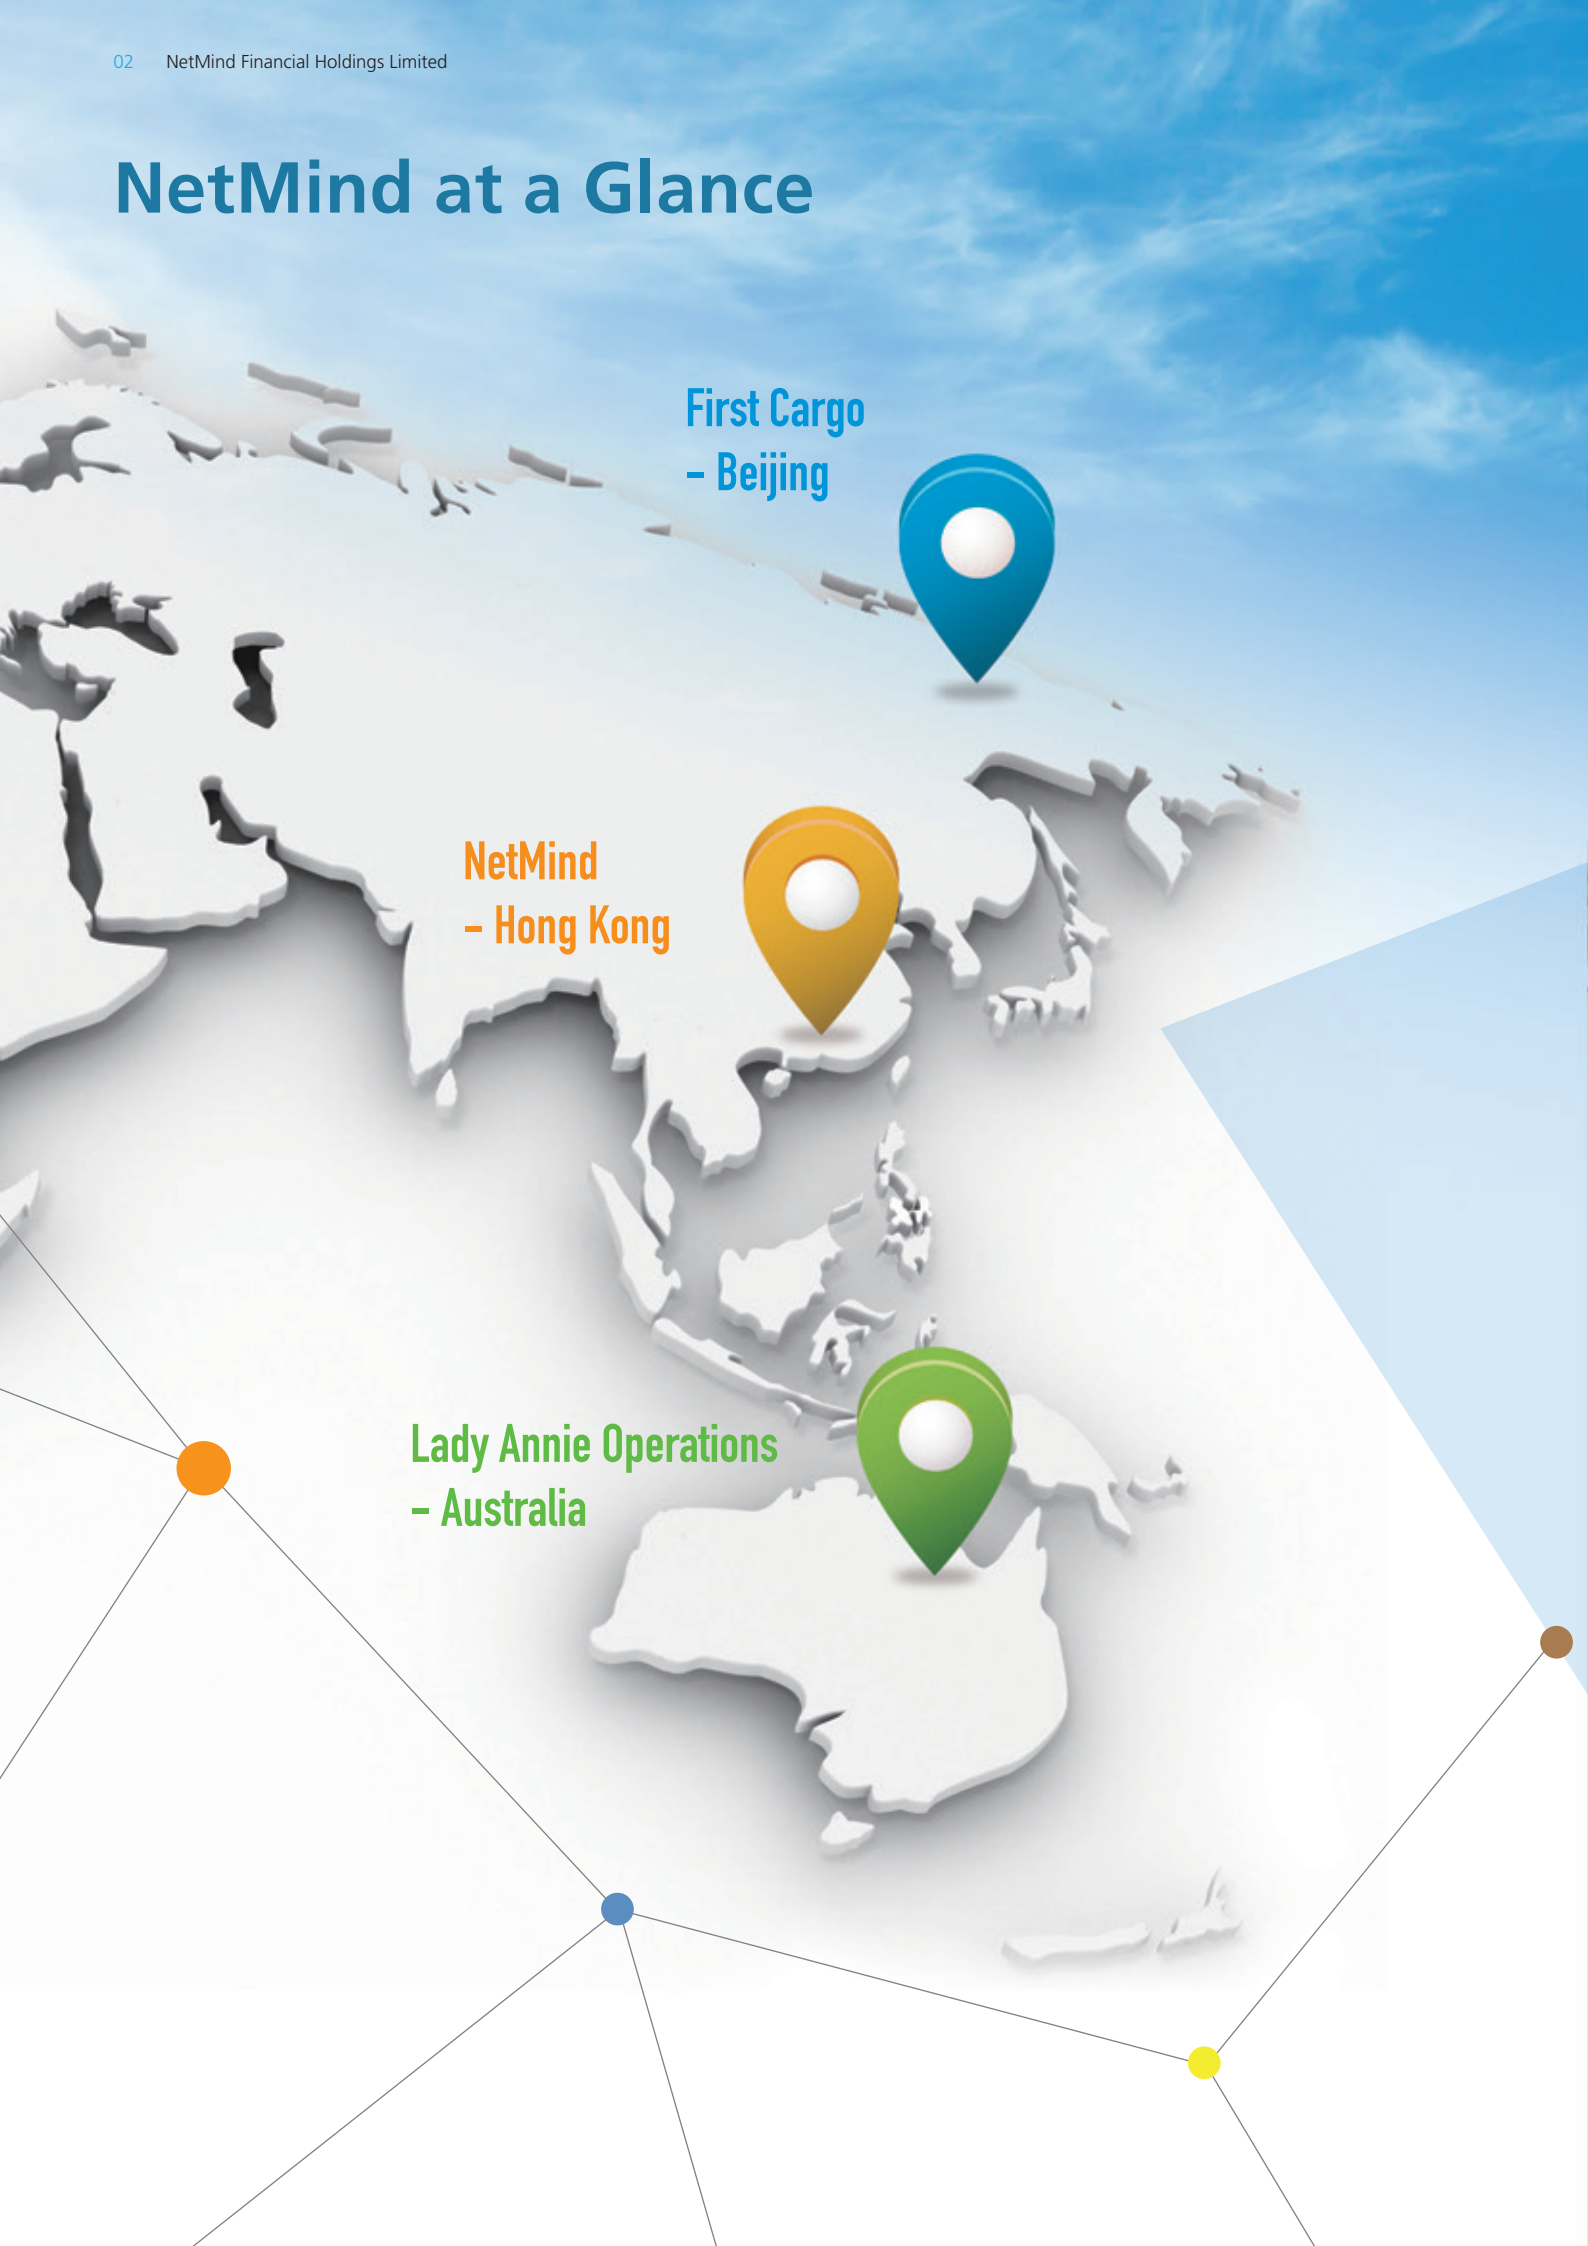 02 NetMind Financial Holdings Limited
NetMind at a Glance
First Cargo
– Beijing
NetMind
– Hong Kong
Lady Annie Operations
– Australia